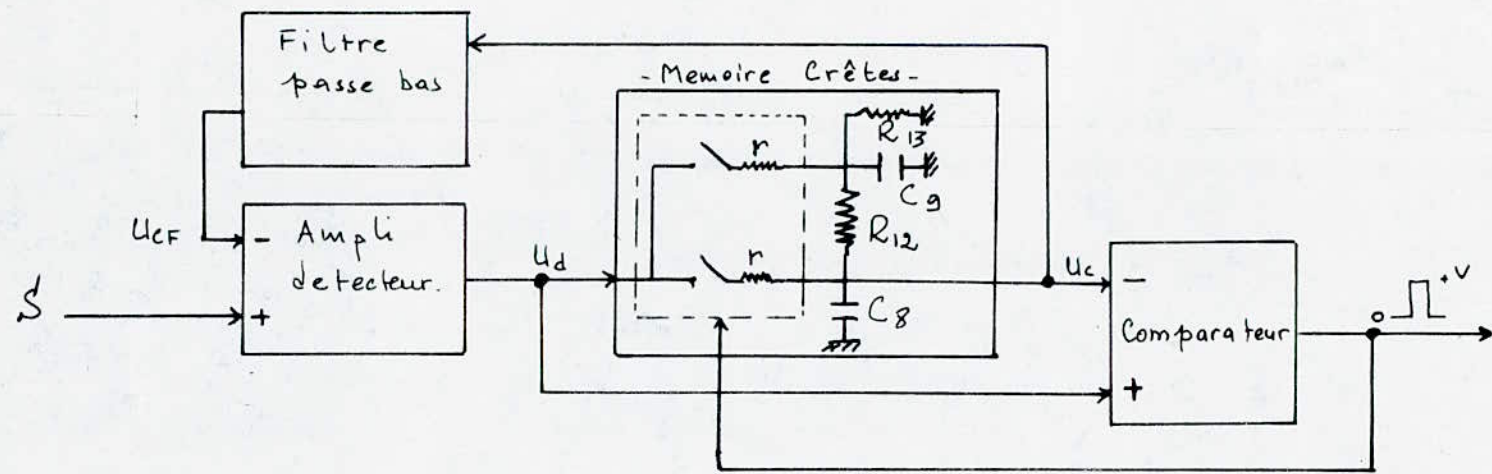 Filtre
passe bas
- Memoire Crêtes -
R13
r
C9
R12
UCF
-
Ampli
detecteur.
+
S
Ud
r
C8
Uc
-
Comparateur
+
+V
o